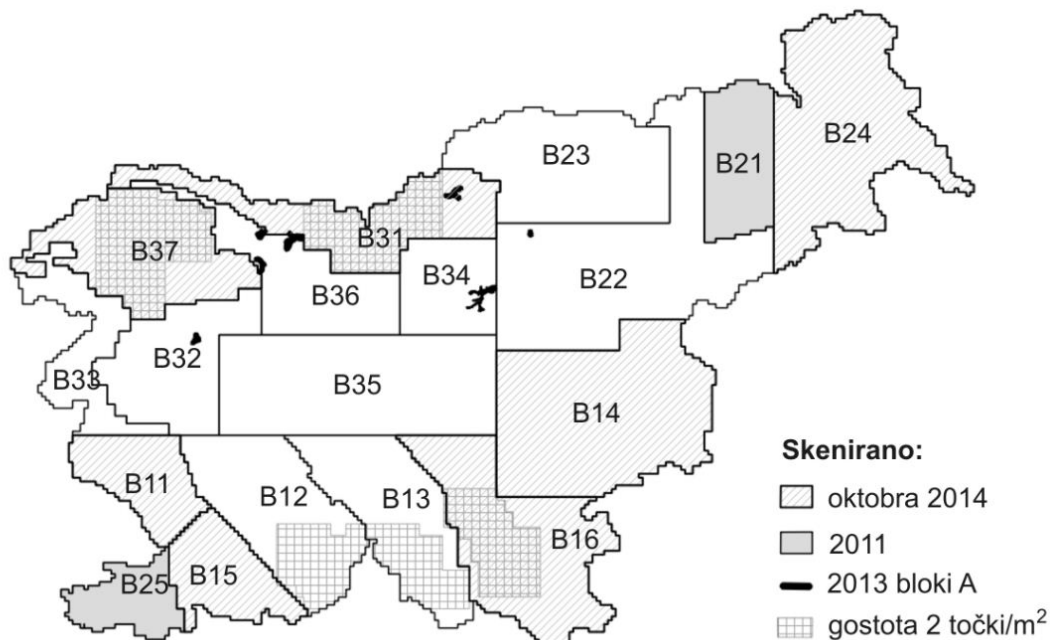 B24
B23
B21
B31
B37
B34
B22
B36
B32
B33
B35
B14
B11
B12
B13
B16
B15
B25
Skenirano:
oktobra 2014
2011
2013 bloki A
gostota 2 točki/m²